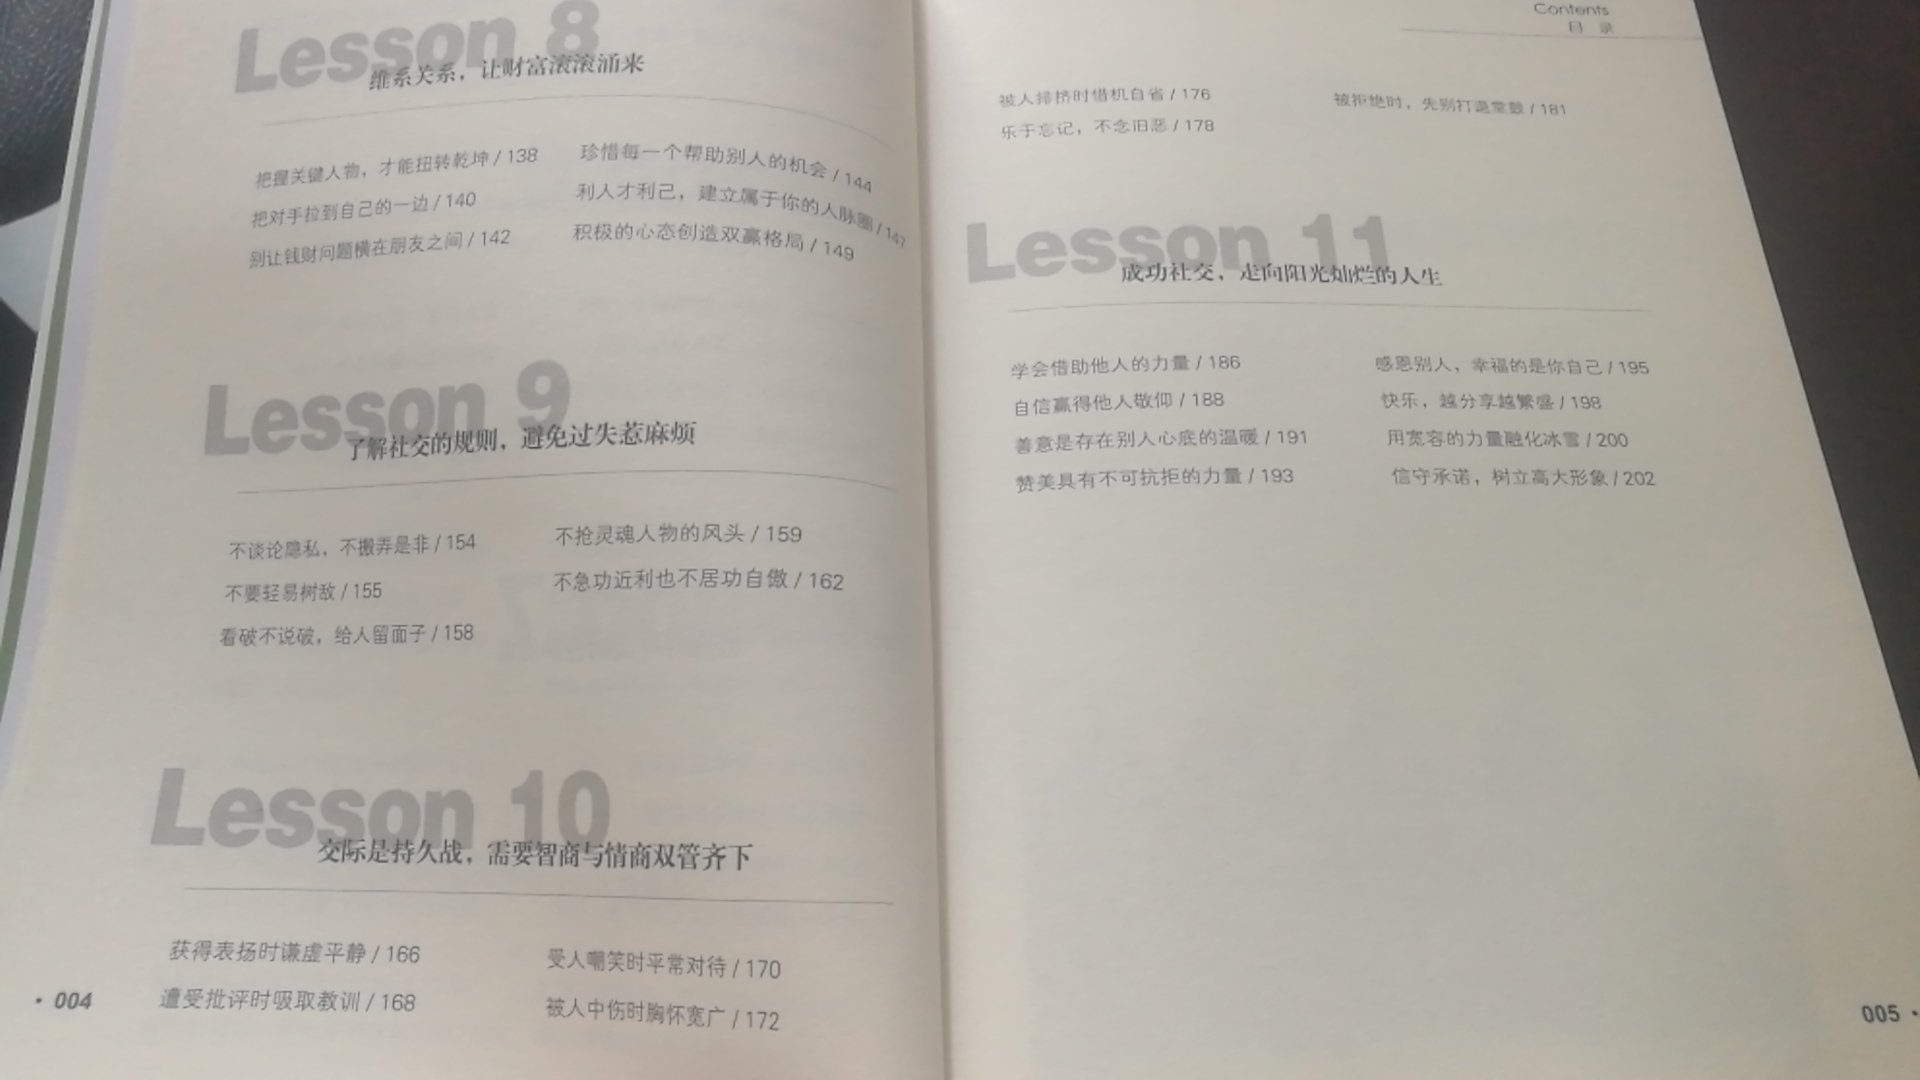 Lesson 8
维系关系，让财富滚滚涌来
把握关键人物，才能扭转乾坤 / 138
把对手拉到自己的一边 / 140
别让钱财问题横在朋友之间 / 142
珍惜每一个帮助别人的机会 / 144
利人才利己，建立属于你的人脉圈 / 147
积极的心态创造双赢格局 / 149
Lesson 9
了解社交的规则，避免过失惹麻烦
不谈论隐私，不搬弄是非 / 154
不要轻易树敌 / 155
看破不说破，给人留面子 / 158
不抢灵魂人物的风头 / 159
不急功近利也不居功自傲 / 162
Lesson 10
交际是持久战，需要智商与情商双管齐下
获得表扬时谦虚平静 / 166
遭受批评时吸取教训 / 168
受人嘲笑时平常对待 / 170
被人中伤时胸怀宽广 / 172
· 004
Contents
目 录
被人排挤时借机自省 / 176
乐于忘记，不念旧恶 / 178
被拒绝时，先别打退堂鼓 / 181
Lesson 11
成功社交，走向阳光灿烂的人生
学会借助他人的力量 / 186
自信赢得他人敬仰 / 188
善意是存在别人心底的温暖 / 191
赞美具有不可抗拒的力量 / 193
感恩别人，幸福的是你自己 / 195
快乐，越分享越繁盛 / 198
用宽容的力量融化冰雪 / 200
信守承诺，树立高大形象 / 202
005 ·